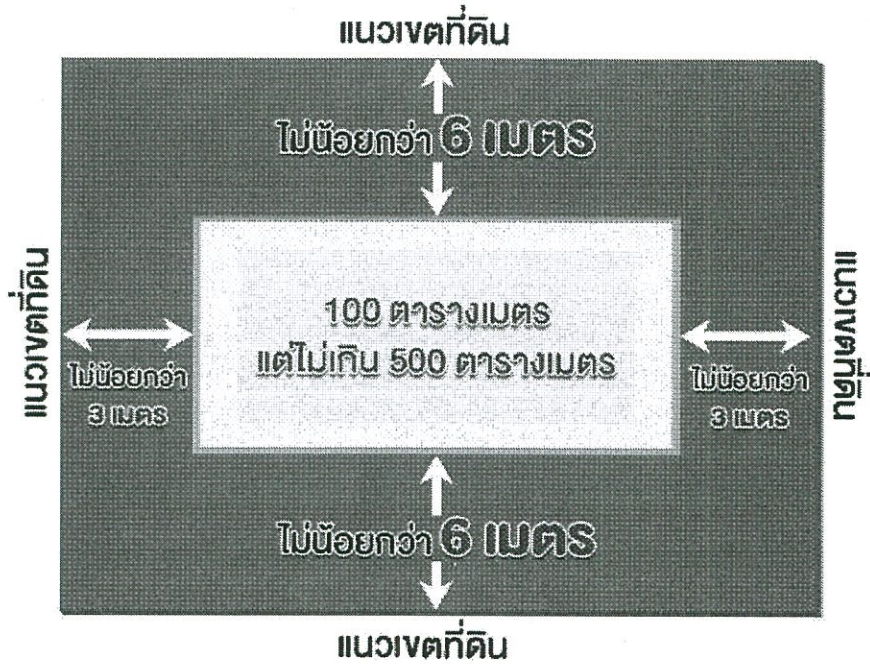 แนวเขตที่ดิน
ไม่น้อยกว่า 6 เมตร
แนวเขตที่ดิน
100 ตารางเมตร
แต่ไม่เกิน 500 ตารางเมตร
แนวเขตที่ดิน
ไม่น้อยกว่า
3 เมตร
ไม่น้อยกว่า
3 เมตร
ไม่น้อยกว่า 6 เมตร
แนวเขตที่ดิน